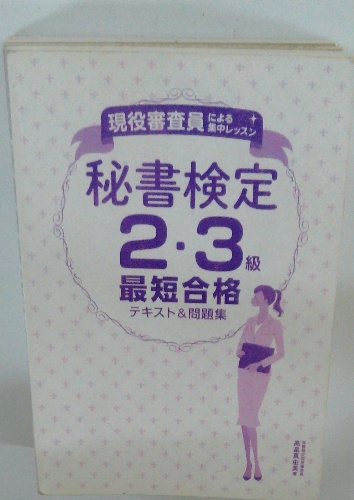 現役審査員による
集中レッスン
秘書検定
2・3級
最短合格
テキスト&問題集